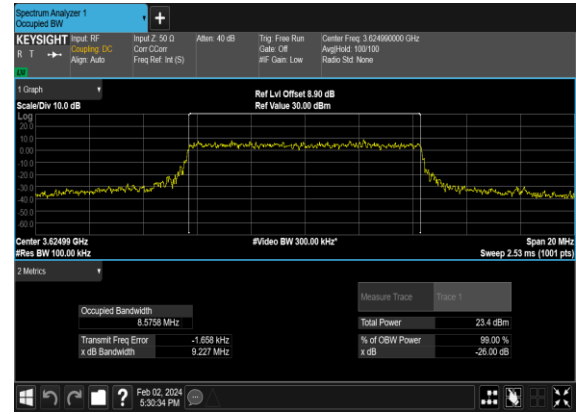 Spectrum Analyzer 1
Occupied BW
+
KEYSIGHT Input: RF Input Z: 50 Ω Atten: 40 dB Trig: Free Run Center Freq: 3.624990000 GHz
R T Coupling: DC Corr CCorr Gate: Off Avg|Hold: 100/100
Align: Auto Freq Ref: Int (S) #IF Gain: Low Radio Std: None
LW
1 Graph
Ref Lvl Offset 8.90 dB
Scale/Div 10.0 dB Ref Value 30.00 dBm
Log
20.0
10.0
0.00
-10.0
-20.0
-30.0
-40.0
-50.0
-60.0
Center 3.62499 GHz #Video BW 300.00 kHz* Span 20 MHz
#Res BW 100.00 kHz Sweep 2.53 ms (1001 pts)
2 Metrics
Measure Trace Trace 1
Occupied Bandwidth
8.5758 MHz Total Power 23.4 dBm
Transmit Freq Error -1.658 kHz % of OBW Power 99.00 %
x dB Bandwidth 9.227 MHz x dB -26.00 dB
? Feb 02, 2024
5:30:34 PM